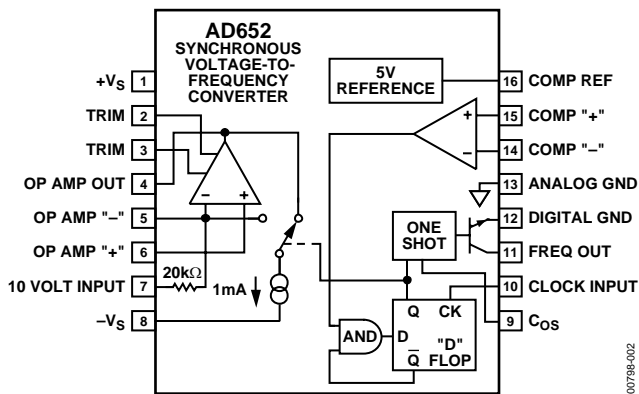 AD652
SYNCHRONOUS
VOLTAGE-TO-
FREQUENCY
CONVERTER
5V
REFERENCE
+VS 1
TRIM 2
TRIM 3
OP AMP OUT 4
OP AMP "–" 5
OP AMP "+" 6
10 VOLT INPUT 7
–VS 8
16 COMP REF
15 COMP "+"
14 COMP "–"
13 ANALOG GND
12 DIGITAL GND
11 FREQ OUT
10 CLOCK INPUT
9 COS
+
–
– +
20kΩ
1mA
ONE
SHOT
AND
Q CK
D "D"
Q̅ FLOP
00798-002